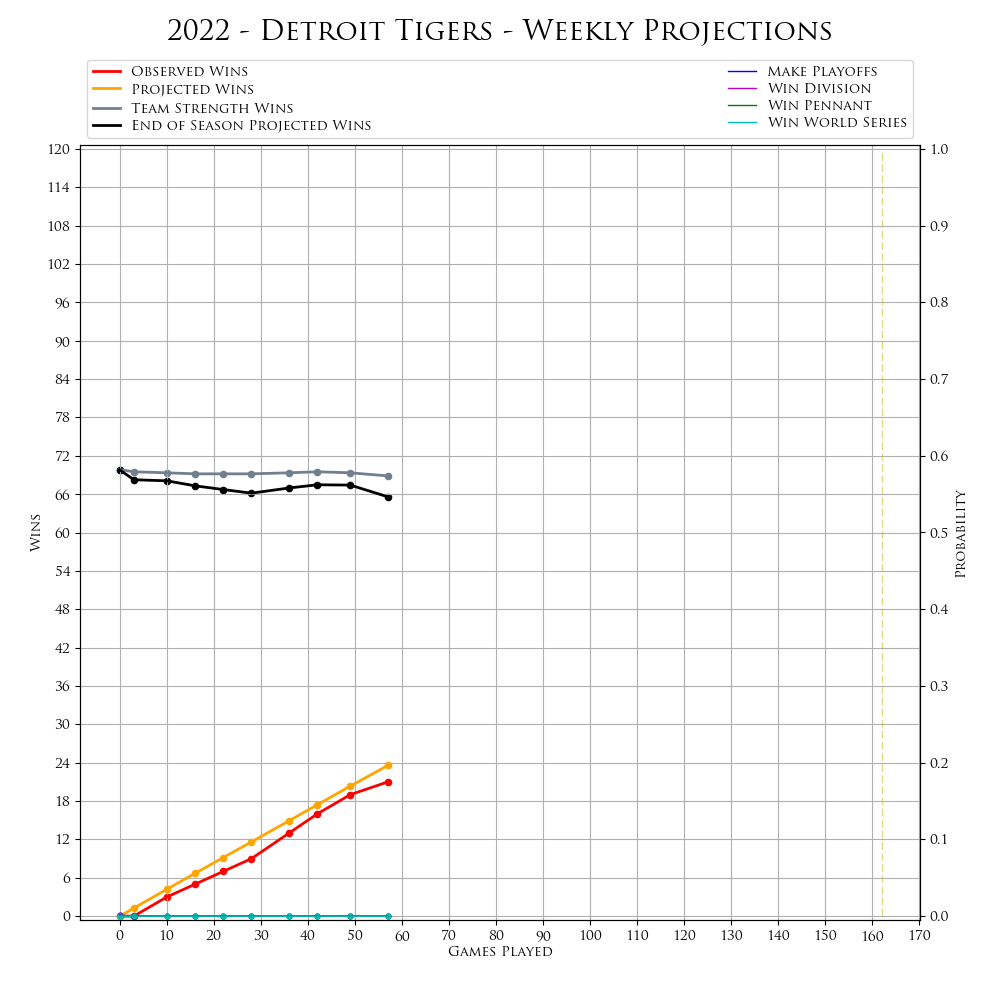 2022 - Detroit Tigers - Weekly Projections
Observed Wins
Projected Wins
Team Strength Wins
End of Season Projected Wins
Make Playoffs
Win Division
Win Pennant
Win World Series
120
114
108
102
96
90
84
78
72
66
60
54
48
42
36
30
24
18
12
6
0
Wins
1.0
0.9
0.8
0.7
0.6
0.5
0.4
0.3
0.2
0.1
0.0
Probability
0 10 20 30 40 50 60 70 80 90 100 110 120 130 140 150 160 170
Games Played